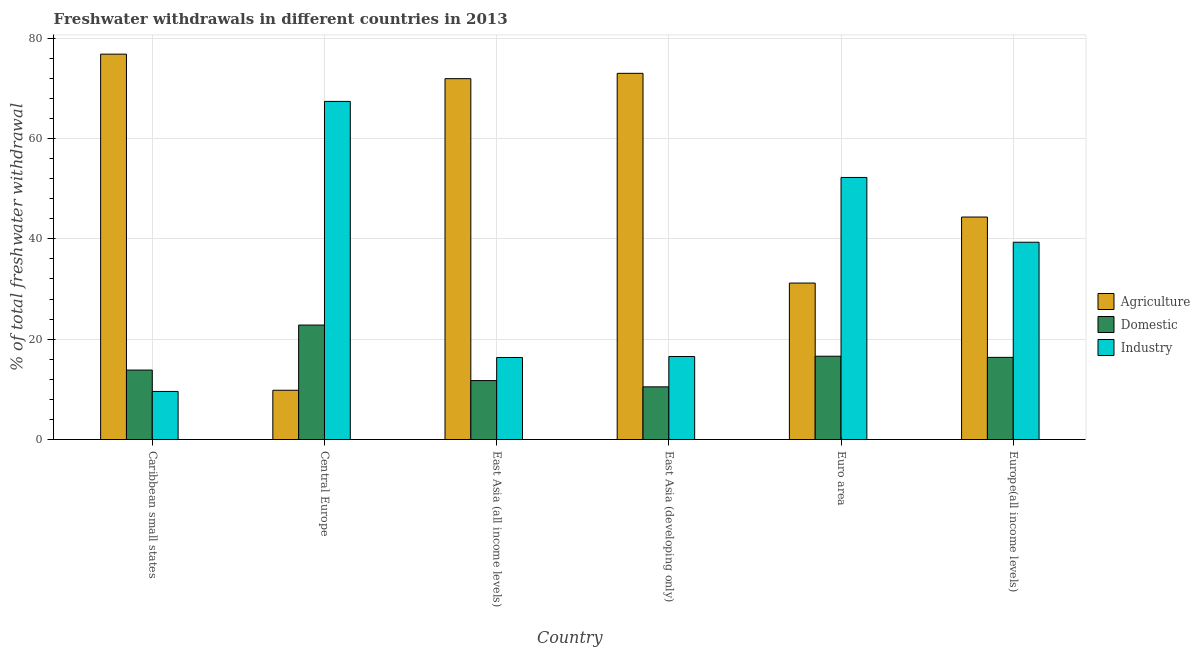 Freshwater withdrawals in different countries in 2013
% of total freshwater withdrawal
80
60
40
20
0
Caribbean small states
Central Europe
East Asia (all income levels)
East Asia (developing only)
Euro area
Europe(all income levels)
Country
Agriculture
Domestic
Industry